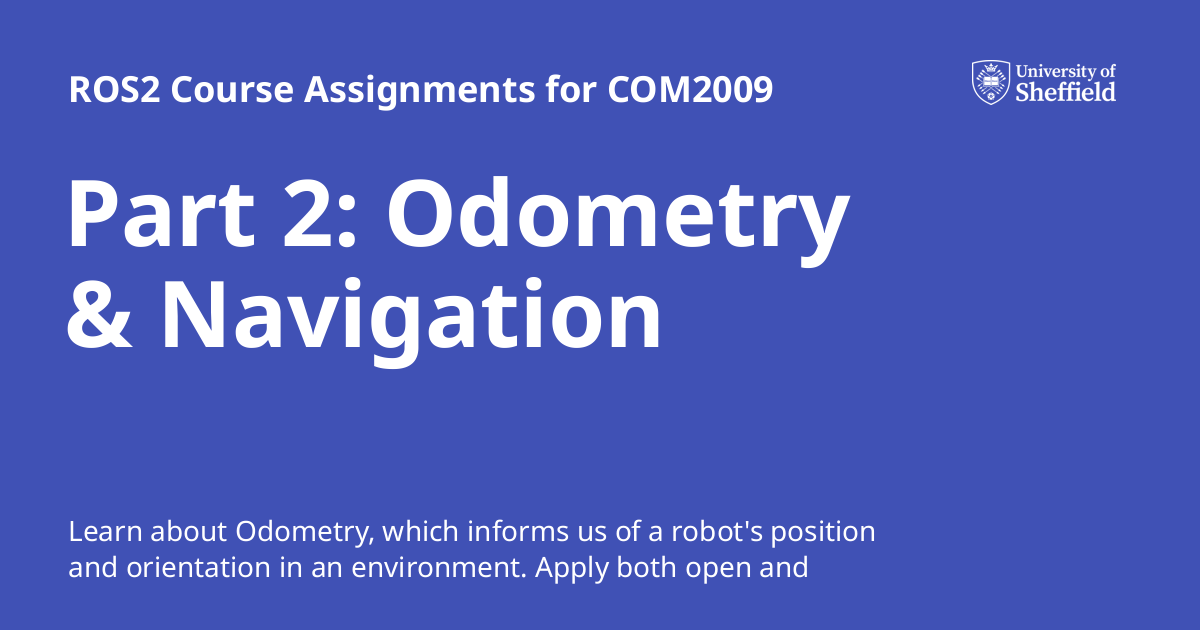 ROS2 Course Assignments for COM2009
University of
Sheffield
Part 2: Odometry
& Navigation
Learn about Odometry, which informs us of a robot's position
and orientation in an environment. Apply both open and